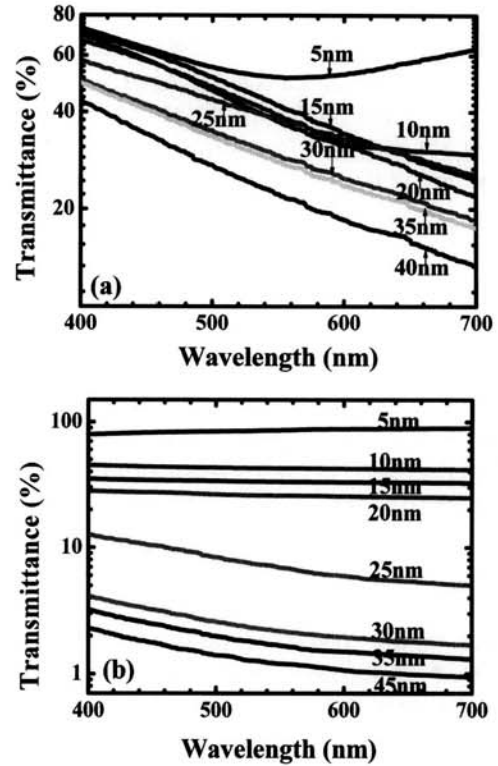 80
40
20
Transmittance (%)
5nm
15nm
10nm
25nm
30nm
20nm
35nm
40nm
(a)
400 500 600 700
Wavelength (nm)
100
10
1
Transmittance (%)
5nm
10nm
15nm
20nm
25nm
30nm
35nm
45nm
(b)
400 500 600 700
Wavelength (nm)